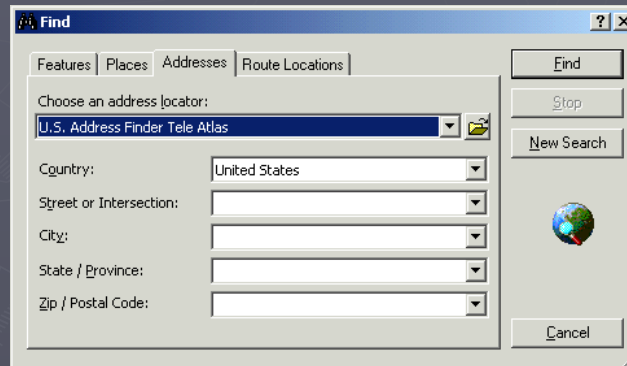 Find
Features Places Addresses Route Locations
Choose an address locator:
U.S. Address Finder Tele Atlas
Country: United States
Street or Intersection:
City:
State / Province:
Zip / Postal Code:
Find
Stop
New Search
Cancel